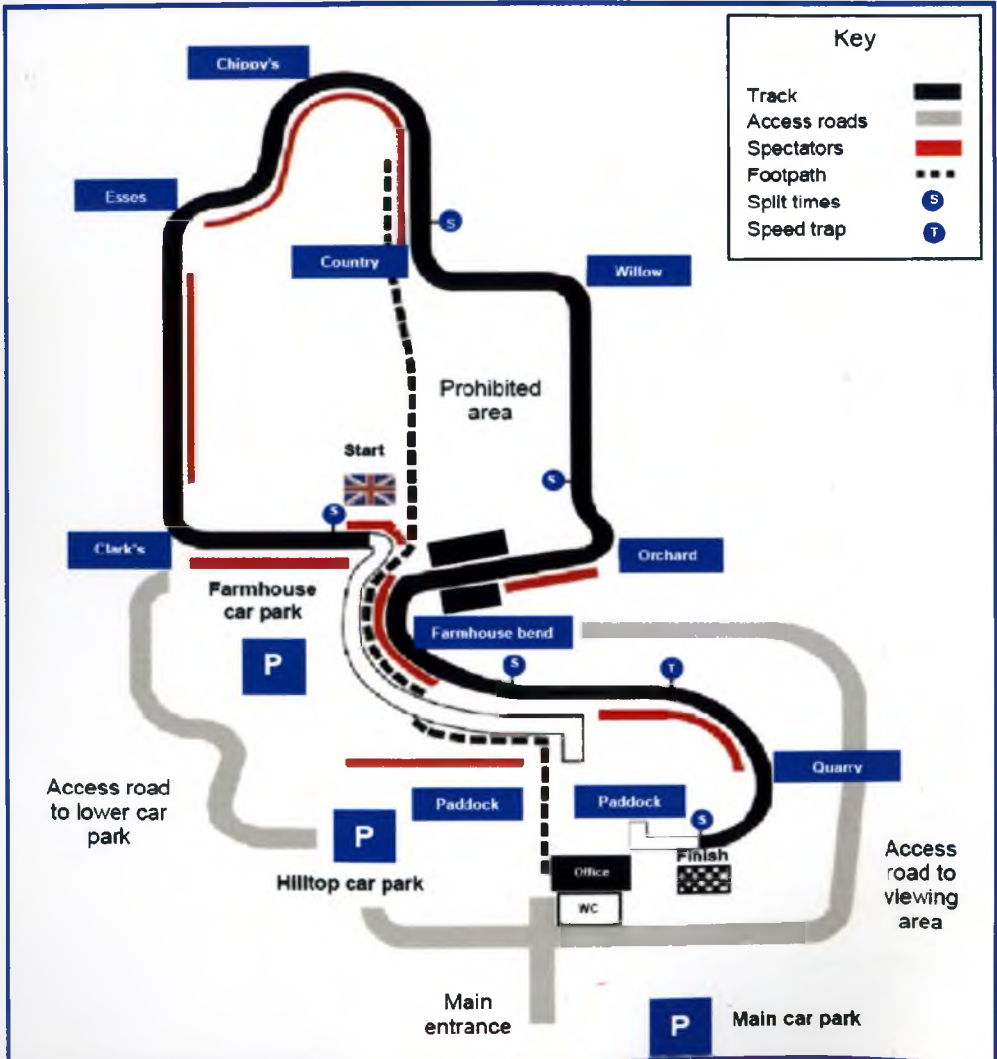 Key
Track
Access roads
Spectators
Footpath
Split times
S
Speed trap
T
Chippy's
Esses
Country
S
Willow
Prohibited
area
Start
S
S
Clark's
Orchard
Farmhouse
car park
P
Farmhouse bend
S
T
Quarry
Access road
to lower car
park
Paddock
Paddock
S
P
Hilltop car park
Office
WC
Finish
Access
road to
viewing
area
Main
entrance
P
Main car park